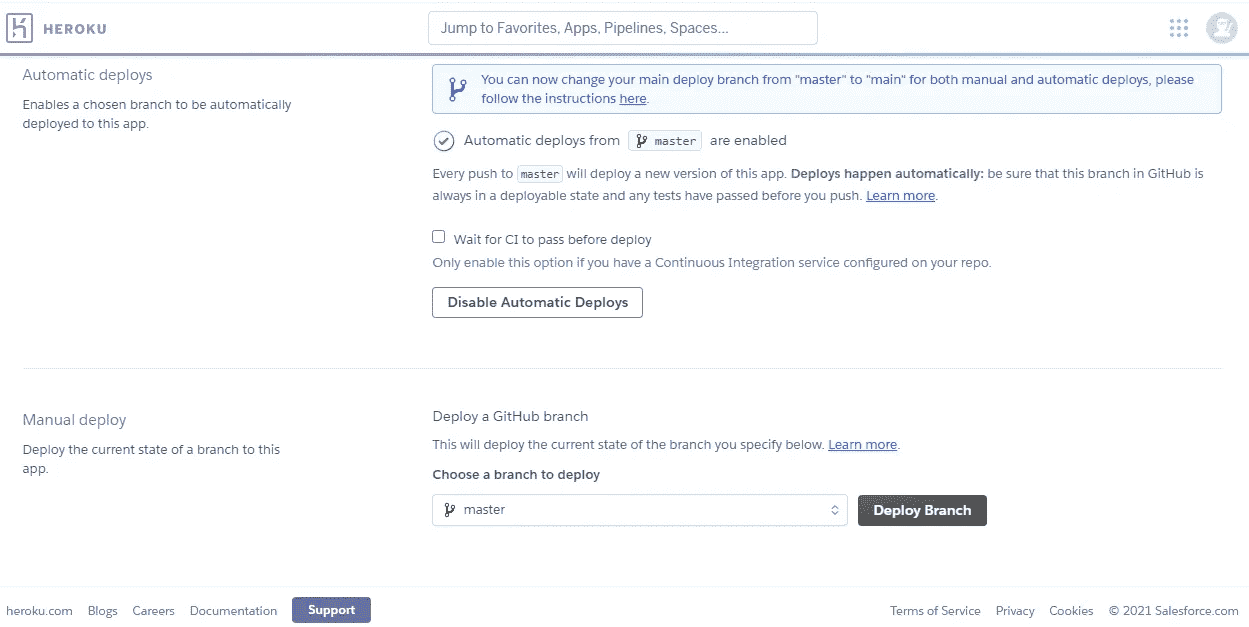 HEROKU
Jump to Favorites, Apps, Pipelines, Spaces...
Automatic deploys
Enables a chosen branch to be automatically
deployed to this app.
You can now change your main deploy branch from "master" to "main" for both manual and automatic deploys, please
follow the instructions here.
Automatic deploys from master are enabled
Every push to master will deploy a new version of this app. Deploys happen automatically: be sure that this branch in GitHub is
always in a deployable state and any tests have passed before you push. Learn more.
Wait for CI to pass before deploy
Only enable this option if you have a Continuous Integration service configured on your repo.
Disable Automatic Deploys
Manual deploy
Deploy the current state of a branch to this
app.
Deploy a GitHub branch
This will deploy the current state of the branch you specify below. Learn more.
Choose a branch to deploy
master
Deploy Branch
heroku.com Blogs Careers Documentation Support
Terms of Service Privacy Cookies © 2021 Salesforce.com